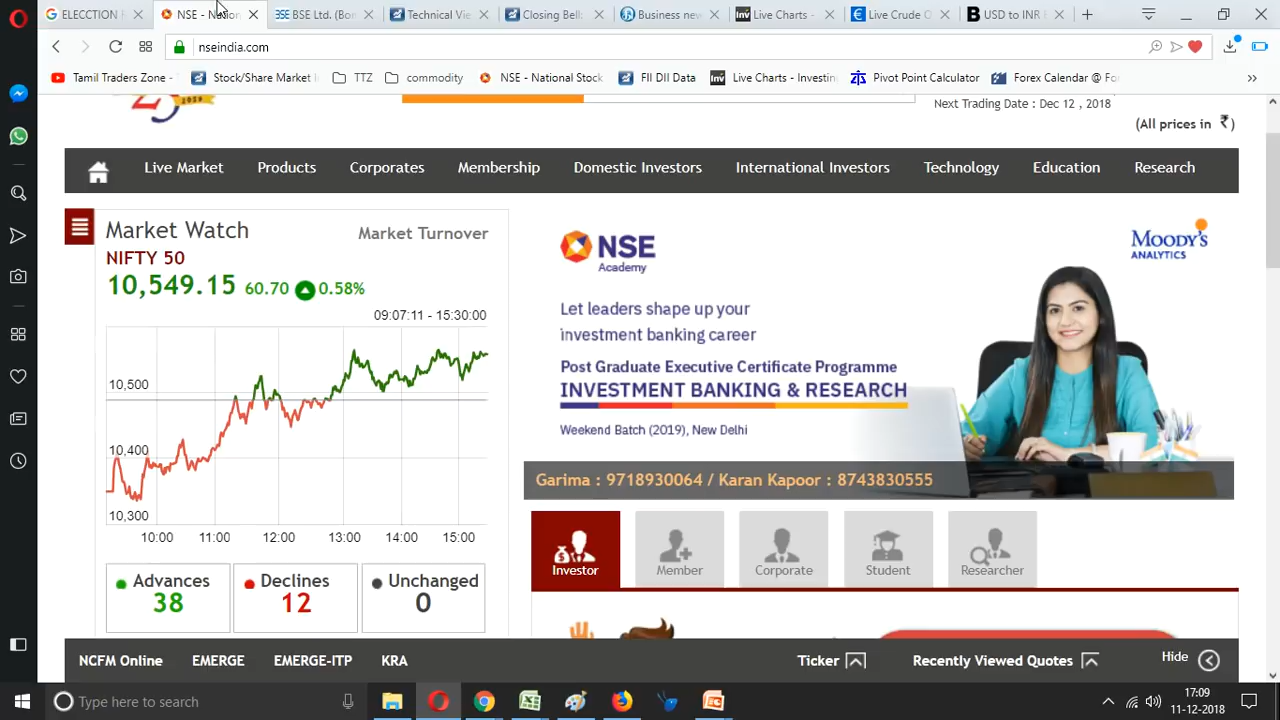 ELECCTION F
NSE - Nation
BSE Ltd. (Bom
Technical Vie
Closing Bell
Business new
Live Charts -
Live Crude O
USD to INR E
nseindia.com
Tamil Traders Zone -
Stock/Share Market I
TTZ
commodity
NSE - National Stock
FII DII Data
Live Charts - Investing
Pivot Point Calculator
Forex Calendar @ Fo
2019
Next Trading Date : Dec 12 , 2018
(All prices in ₹)
Live Market
Products
Corporates
Membership
Domestic Investors
International Investors
Technology
Education
Research
Market Watch
Market Turnover
NIFTY 50
10,549.15 60.70 0.58%
09:07:11 - 15:30:00
10,500
10,400
10,300
10:00 11:00 12:00 13:00 14:00 15:00
Advances
38
Declines
12
Unchanged
0
NSE
Academy
MOODY'S
ANALYTICS
Let leaders shape up your
investment banking career
Post Graduate Executive Certificate Programme
INVESTMENT BANKING & RESEARCH
Weekend Batch (2019), New Delhi
Garima : 9718930064 / Karan Kapoor : 8743830555
Investor
Member
Corporate
Student
Researcher
NCFM Online
EMERGE
EMERGE-ITP
KRA
Ticker
Recently Viewed Quotes
Hide
Type here to search
17:09
11-12-2018